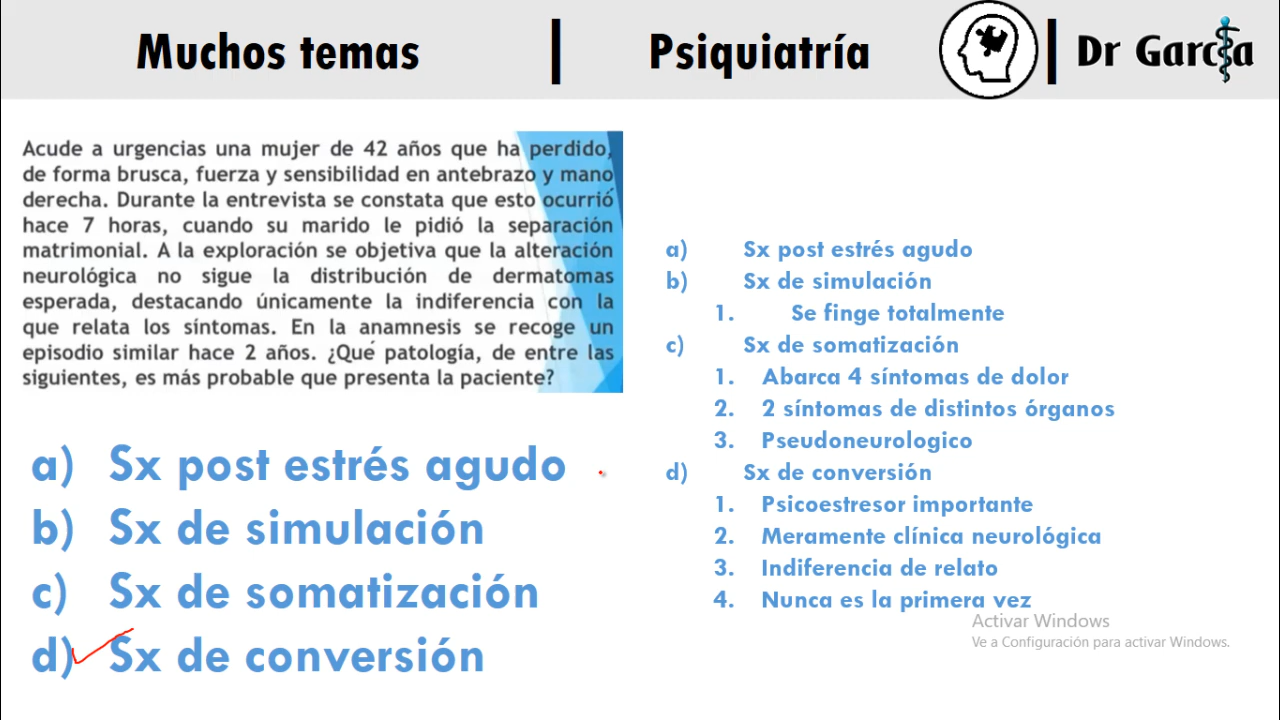 Muchos temas | Psiquiatría | Dr García
Acude a urgencias una mujer de 42 años que ha perdido,
de forma brusca, fuerza y sensibilidad en antebrazo y mano
derecha. Durante la entrevista se constata que esto ocurrió
hace 7 horas, cuando su marido le pidió la separación
matrimonial. A la exploración se objetiva que la alteración
neurológica no sigue la distribución de dermatomas
esperada, destacando únicamente la indiferencia con la
que relata los síntomas. En la anamnesis se recoge un
episodio similar hace 2 años. ¿Qué patología, de entre las
siguientes, es más probable que presenta la paciente?
a) Sx post estrés agudo
b) Sx de simulación
c) Sx de somatización
d) Sx de conversión
a) Sx post estrés agudo
b) Sx de simulación
1. Se finge totalmente
c) Sx de somatización
1. Abarca 4 síntomas de dolor
2. 2 síntomas de distintos órganos
3. Pseudoneurologico
d) Sx de conversión
1. Psicoestresor importante
2. Meramente clínica neurológica
3. Indiferencia de relato
4. Nunca es la primera vez
Activar Windows
Ve a Configuración para activar Windows.